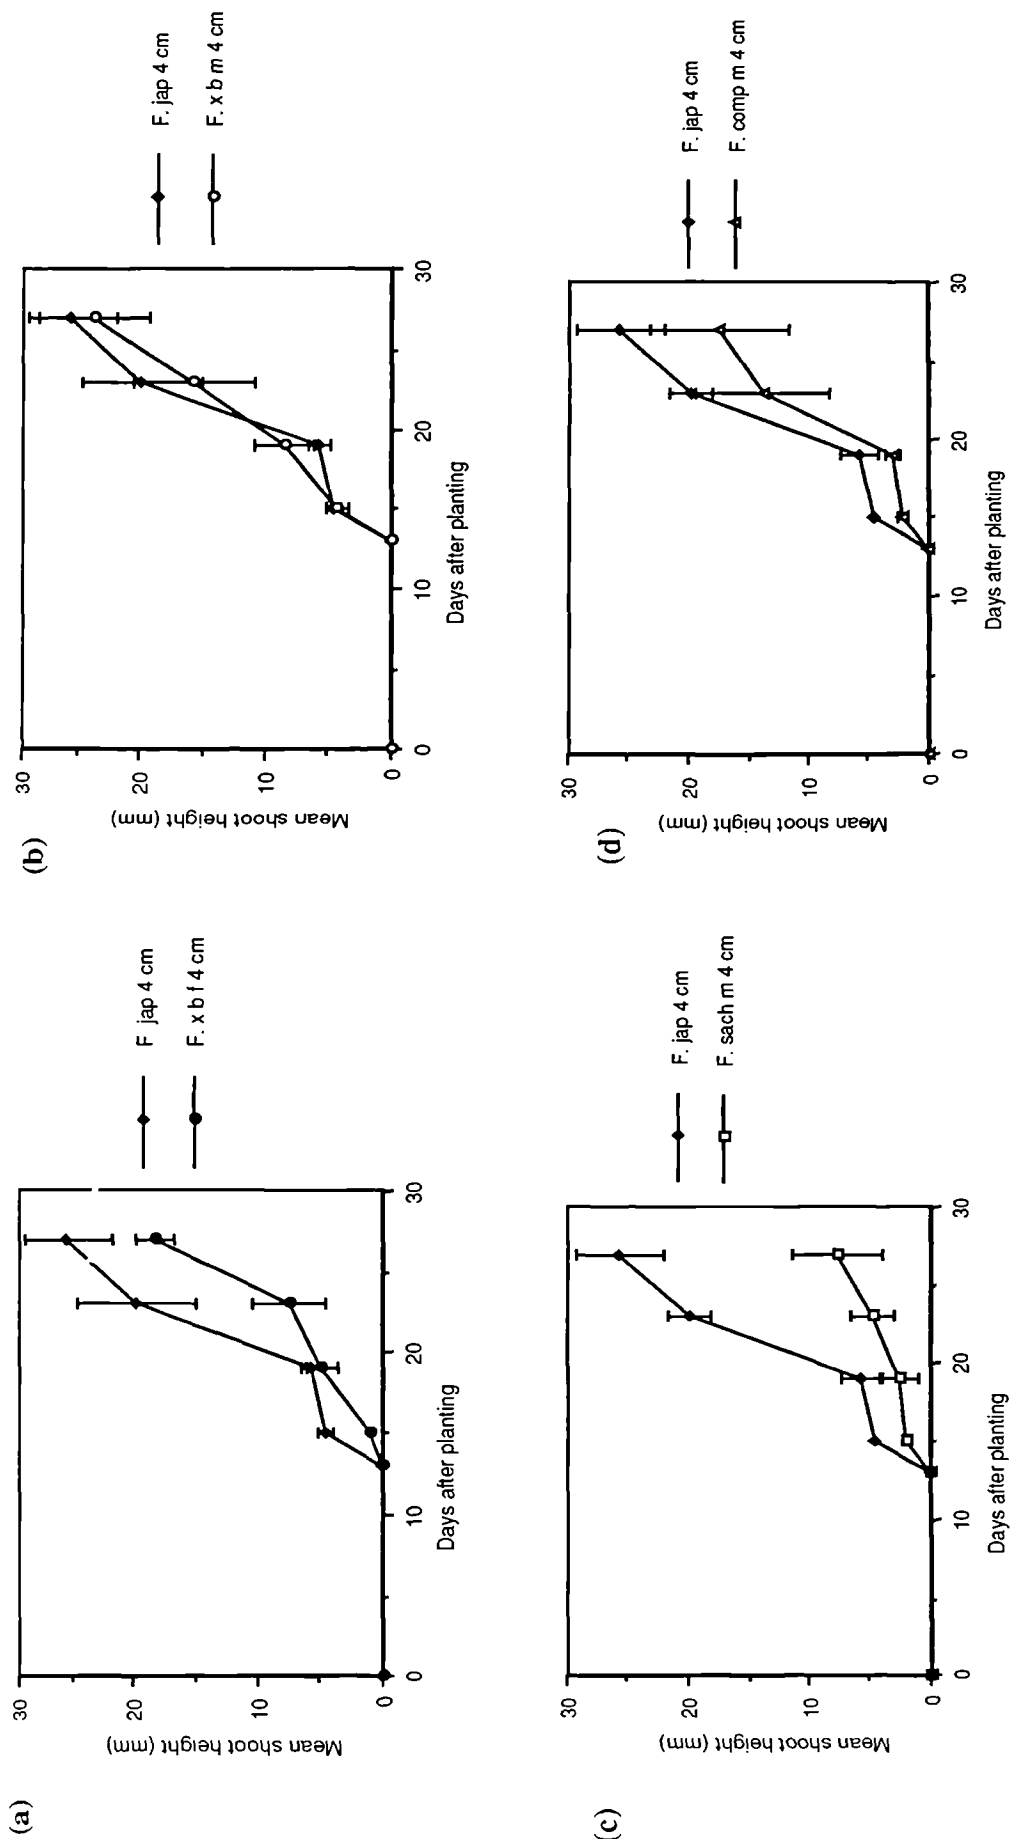 (a)
Mean shoot height (mm)
30
20
10
0
0
10
20
30
Days after planting
F jap 4 cm
F. x b f 4 cm
(b)
Mean shoot height (mm)
30
20
10
0
0
10
20
30
Days after planting
F. jap 4 cm
F. x b m 4 cm
(c)
Mean shoot height (mm)
30
20
10
0
0
10
20
30
Days after planting
F. jap 4 cm
F. sach m 4 cm
(d)
Mean shoot height (mm)
30
20
10
0
0
10
20
30
Days after planting
F. jap 4 cm
F. comp m 4 cm